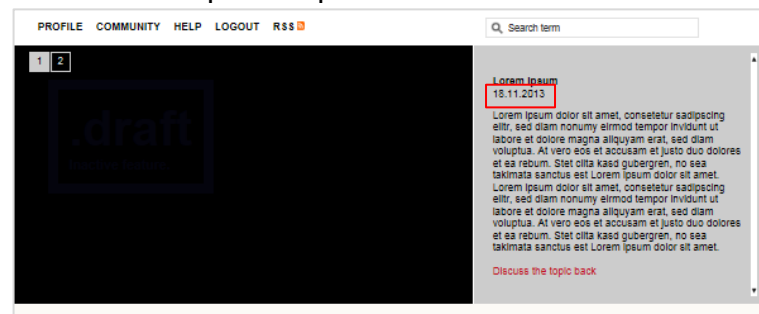 PROFILE COMMUNITY HELP LOGOUT RSS
Search term
1 2
.draft
Lorem Ipsum
18.11.2013
Lorem ipsum dolor sit amet, consetetur sadipscing
elitr, sed diam nonumy eirmod tempor invidunt ut
labore et dolore magna aliquyam erat, sed diam
voluptua. At vero eos et accusam et justo duo dolores
et ea rebum. Stet clita kasd gubergren, no sea
takimata sanctus est Lorem ipsum dolor sit amet.
Lorem ipsum dolor sit amet, consetetur sadipscing
elitr, sed diam nonumy eirmod tempor invidunt ut
labore et dolore magna aliquyam erat, sed diam
voluptua. At vero eos et accusam et justo duo dolores
et ea rebum. Stet clita kasd gubergren, no sea
takimata sanctus est Lorem ipsum dolor sit amet.
Discuss the topic back